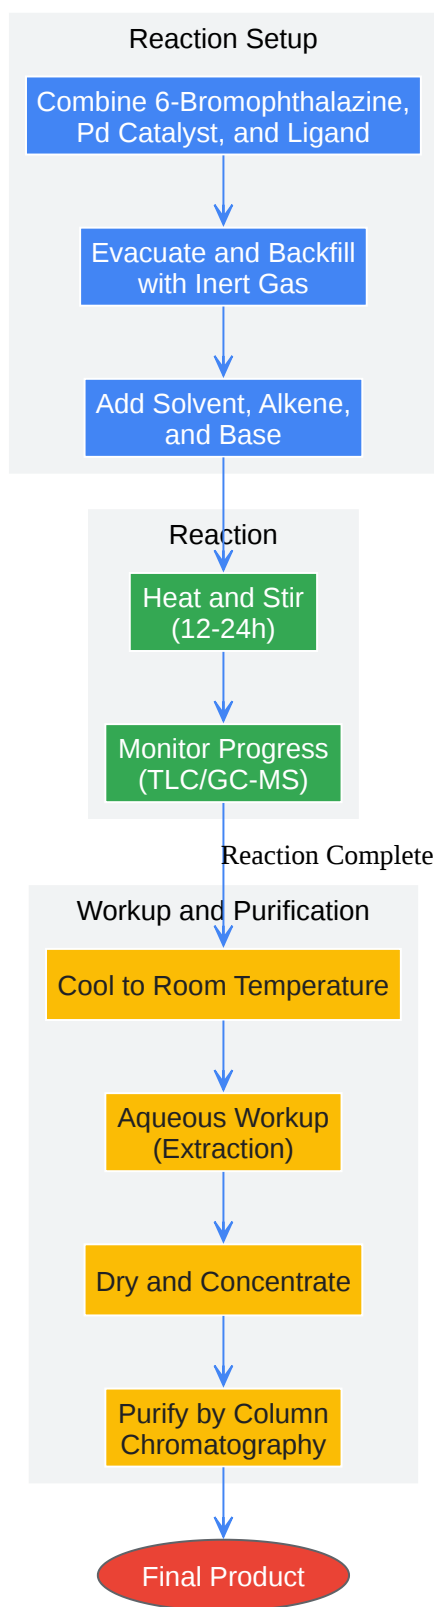 Reaction Setup
Combine 6-Bromophthalazine,
Pd Catalyst, and Ligand
Evacuate and Backfill
with Inert Gas
Add Solvent, Alkene,
and Base
Reaction
Heat and Stir
(12-24h)
Monitor Progress
(TLC/GC-MS)
Reaction Complete
Workup and Purification
Cool to Room Temperature
Aqueous Workup
(Extraction)
Dry and Concentrate
Purify by Column
Chromatography
Final Product